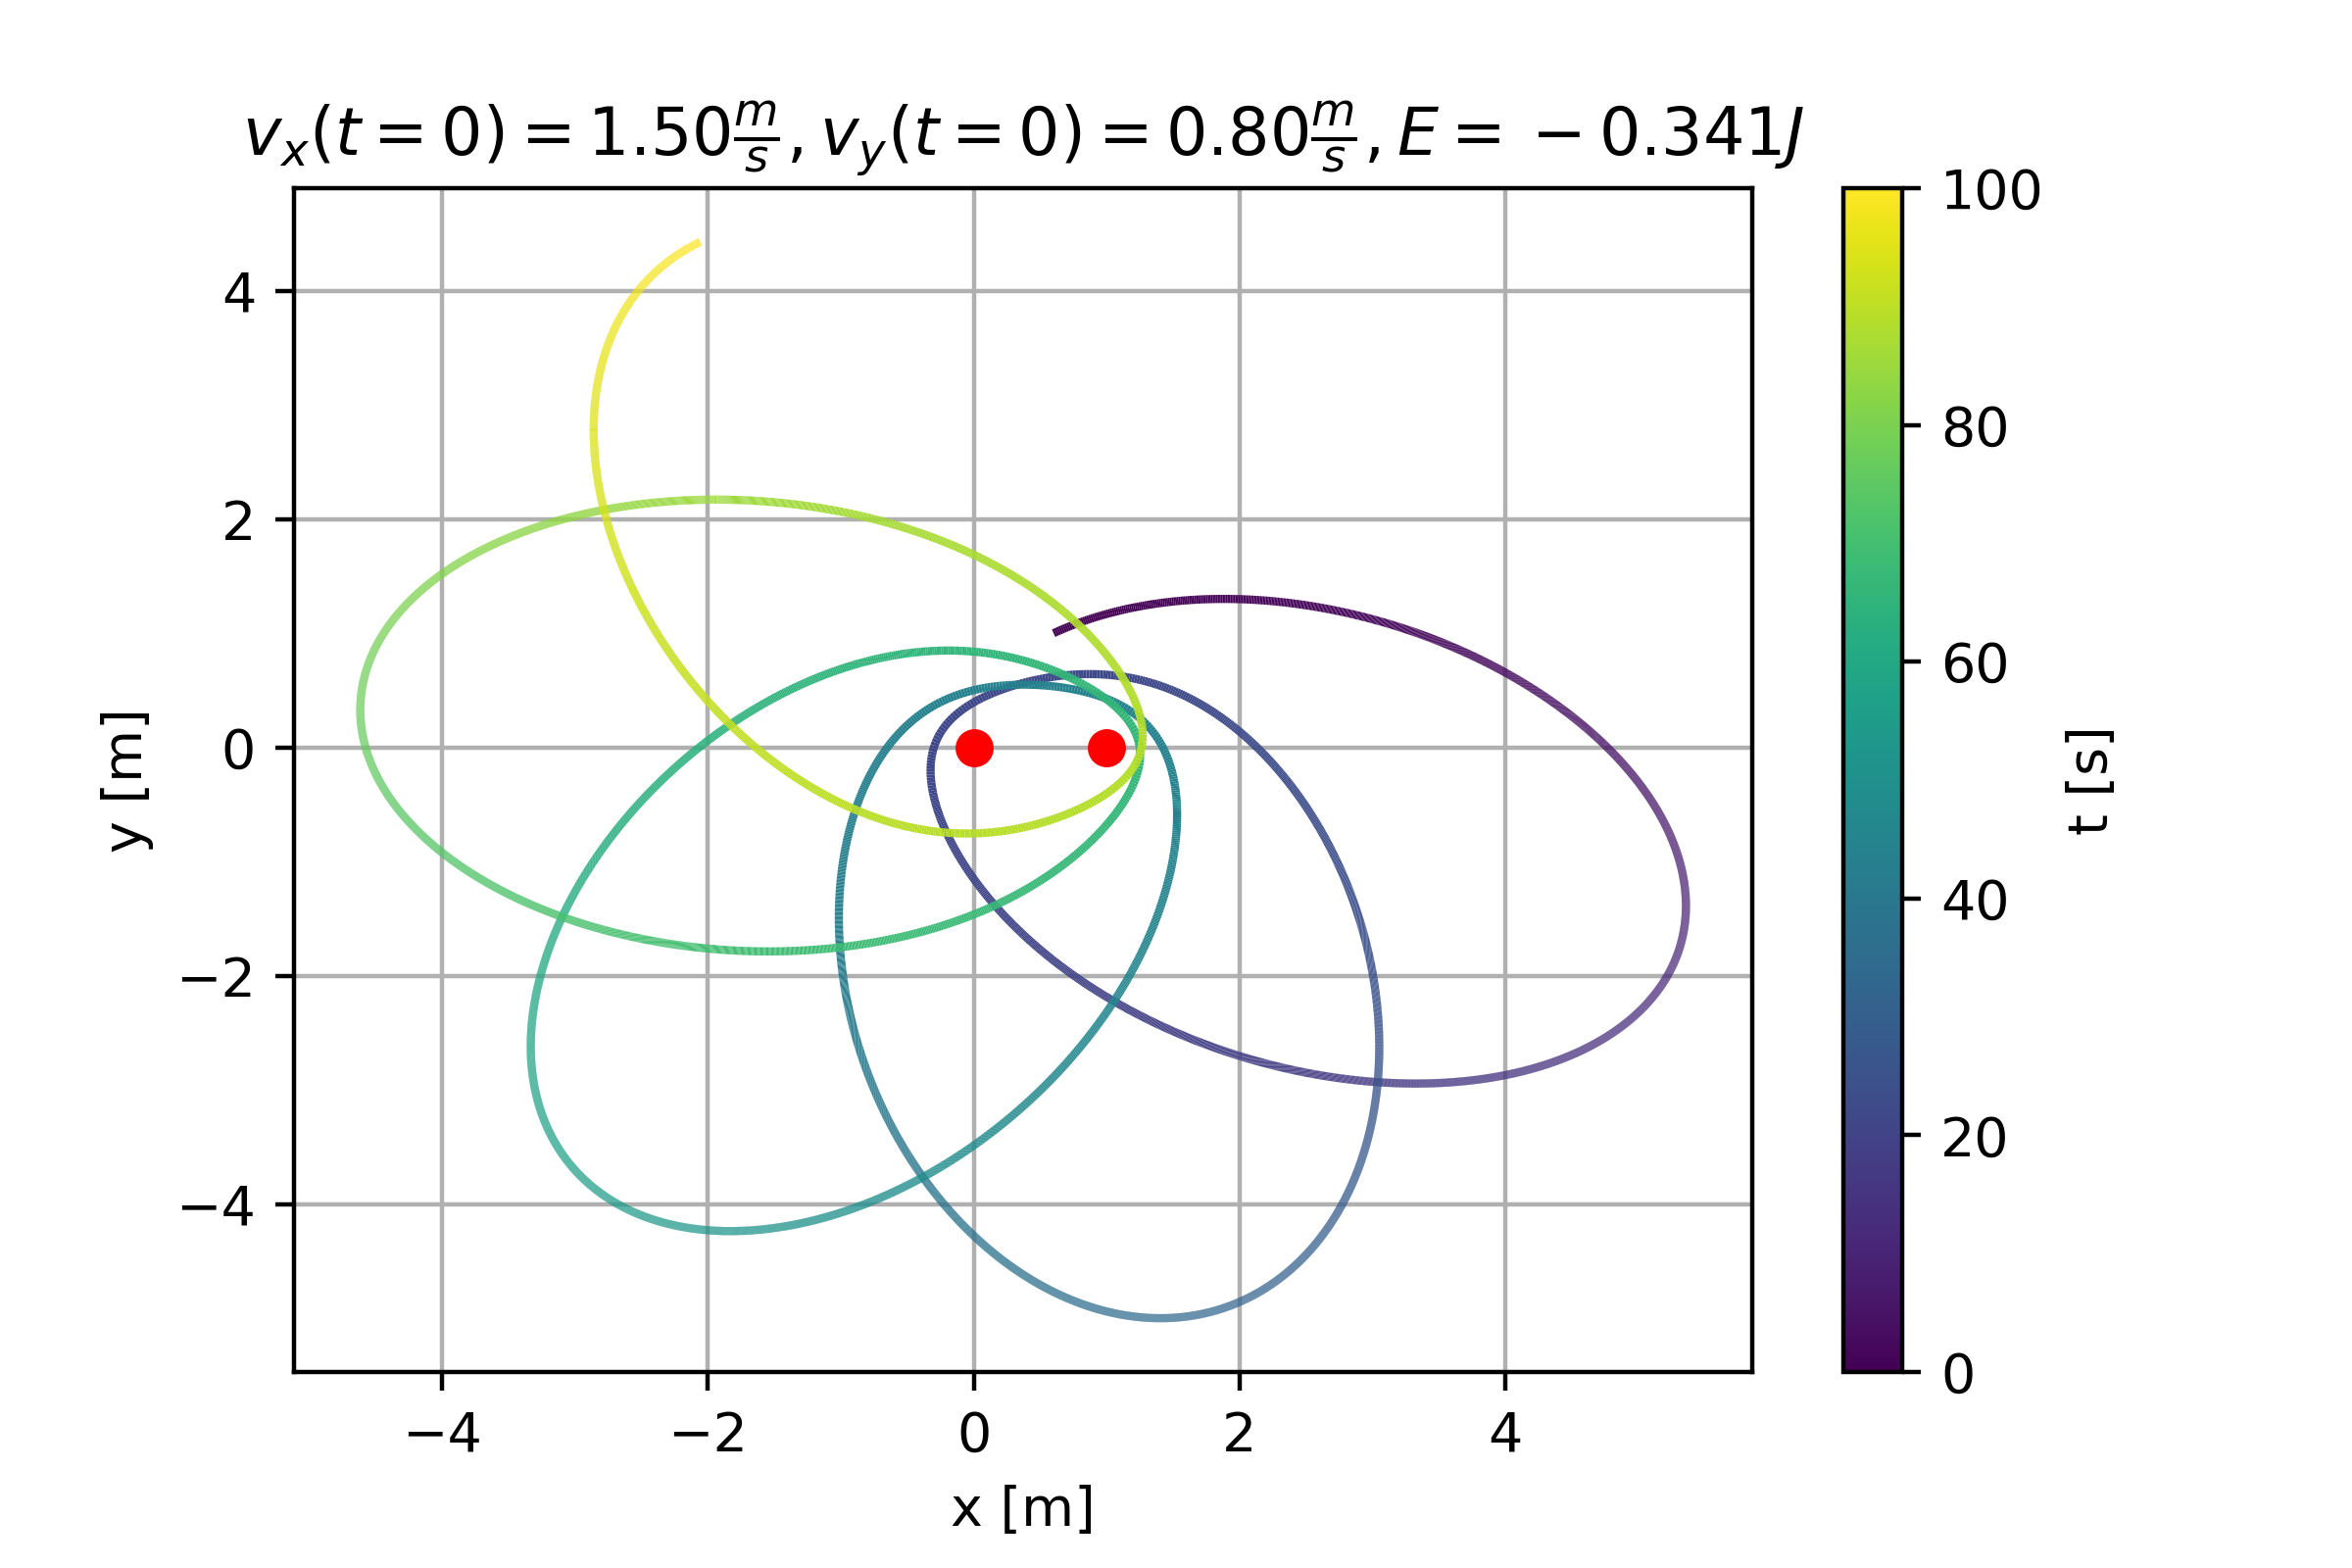 v_x(t = 0) = 1.50 m/s, v_y(t = 0) = 0.80 m/s, E = −0.341J
4
2
0
−2
−4
y [m]
−4 −2 0 2 4
x [m]
100
80
60
40
20
0
t [s]